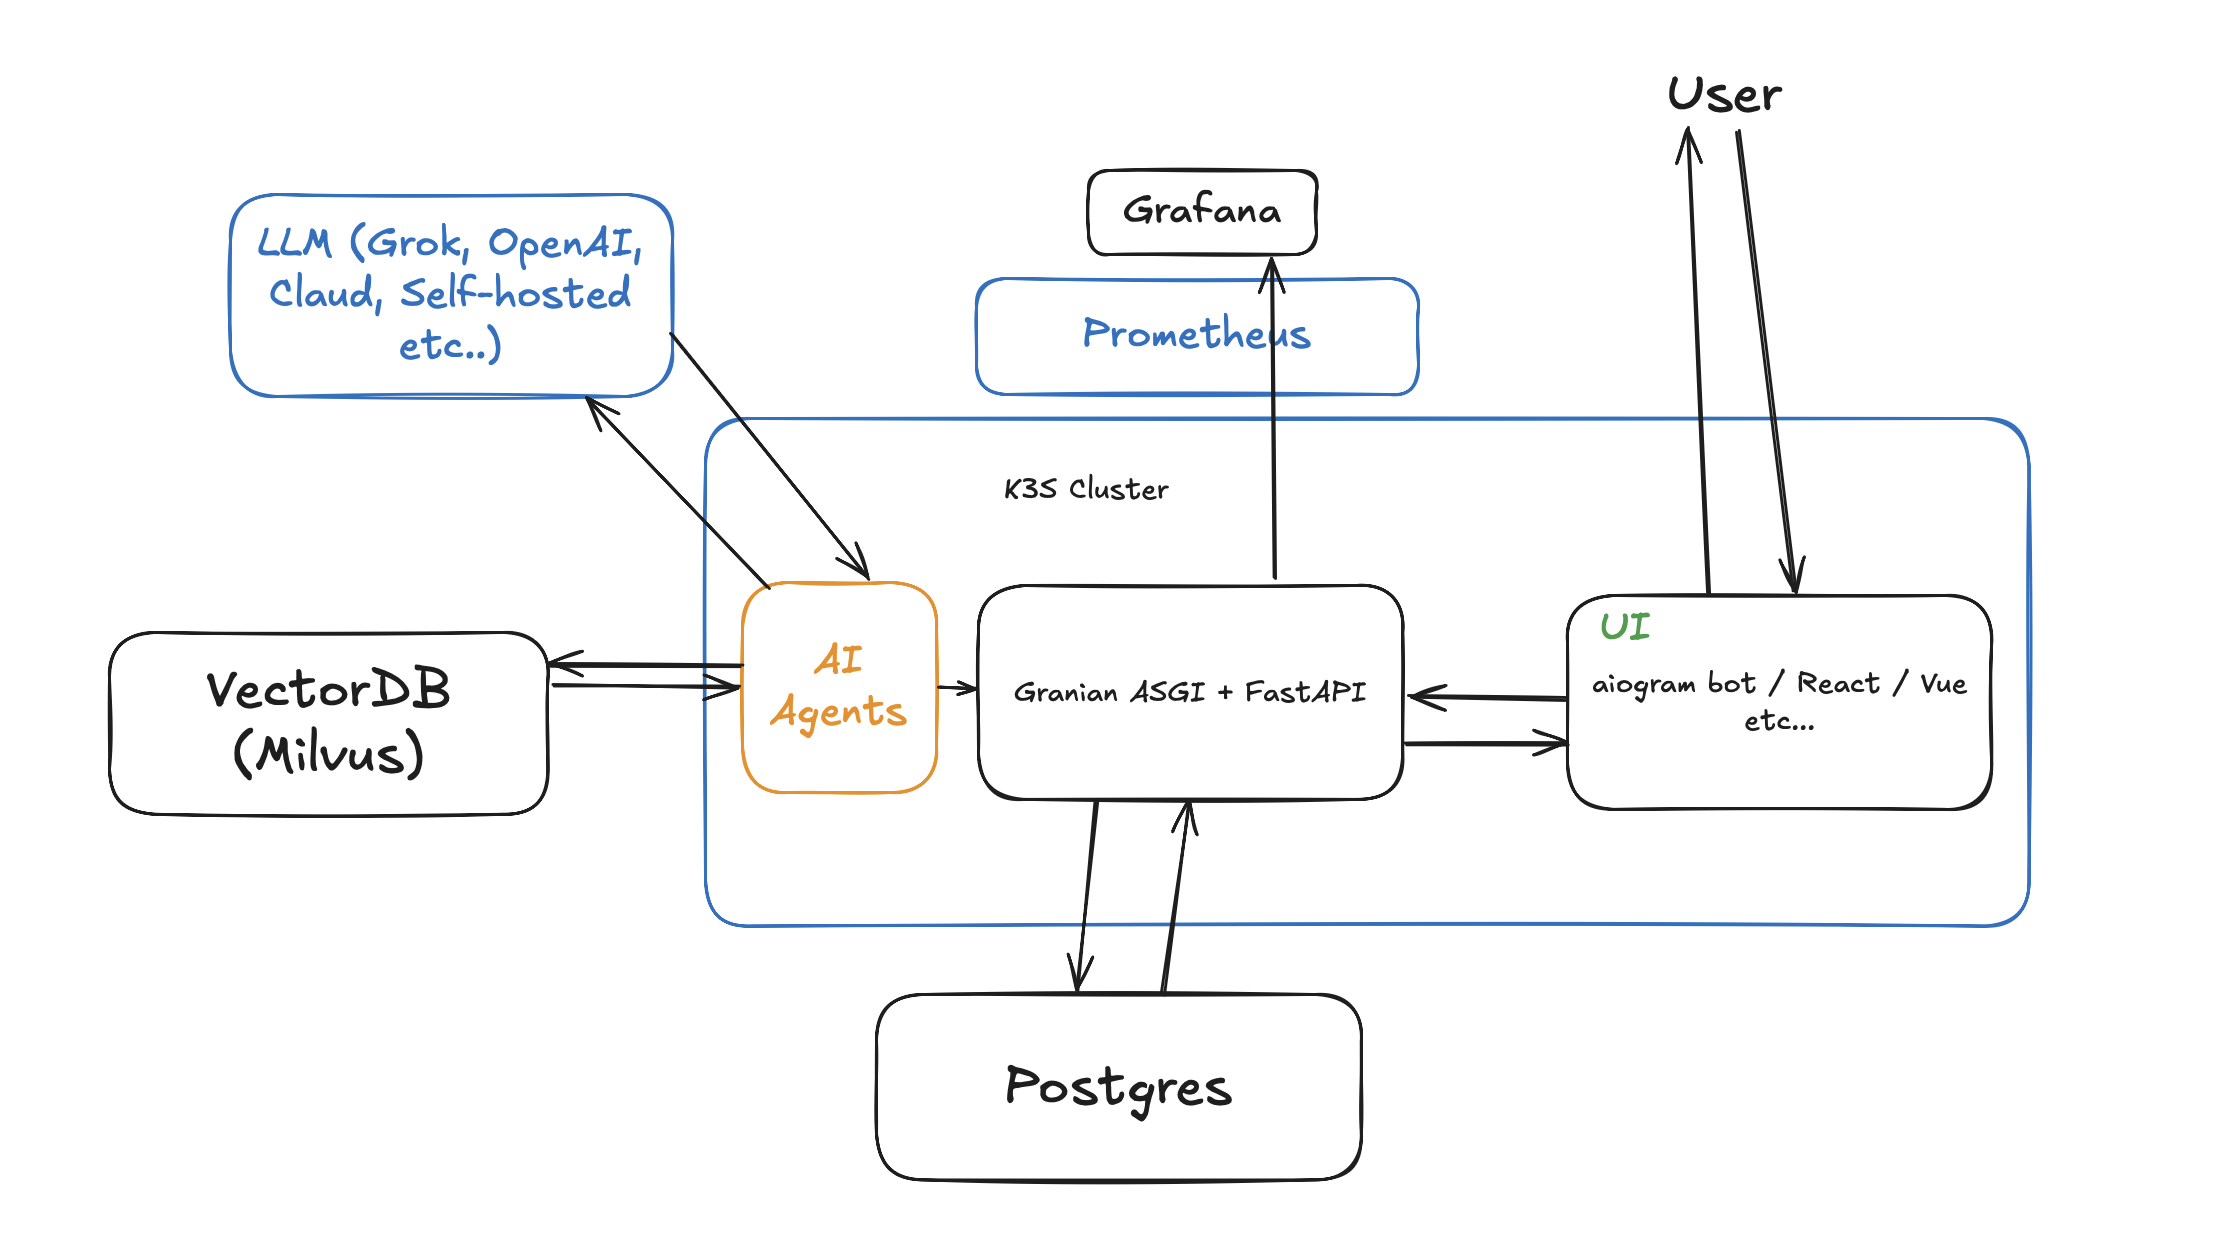 User
Grafana
LLM (Grok, OpenAI,
Claud, Self-hosted
etc..)
Prometheus
K3S Cluster
UI
AI
Agents
Granian ASGI + FastAPI
aiogram bot / React / Vue
etc...
VectorDB
(Milvus)
Postgres